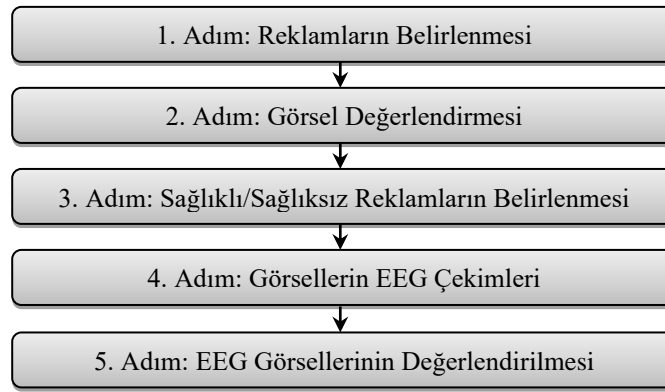 1. Adım: Reklamların Belirlenmesi
2. Adım: Görsel Değerlendirmesi
3. Adım: Sağlıklı/Sağlıksız Reklamların Belirlenmesi
4. Adım: Görsellerin EEG Çekimleri
5. Adım: EEG Görsellerinin Değerlendirilmesi